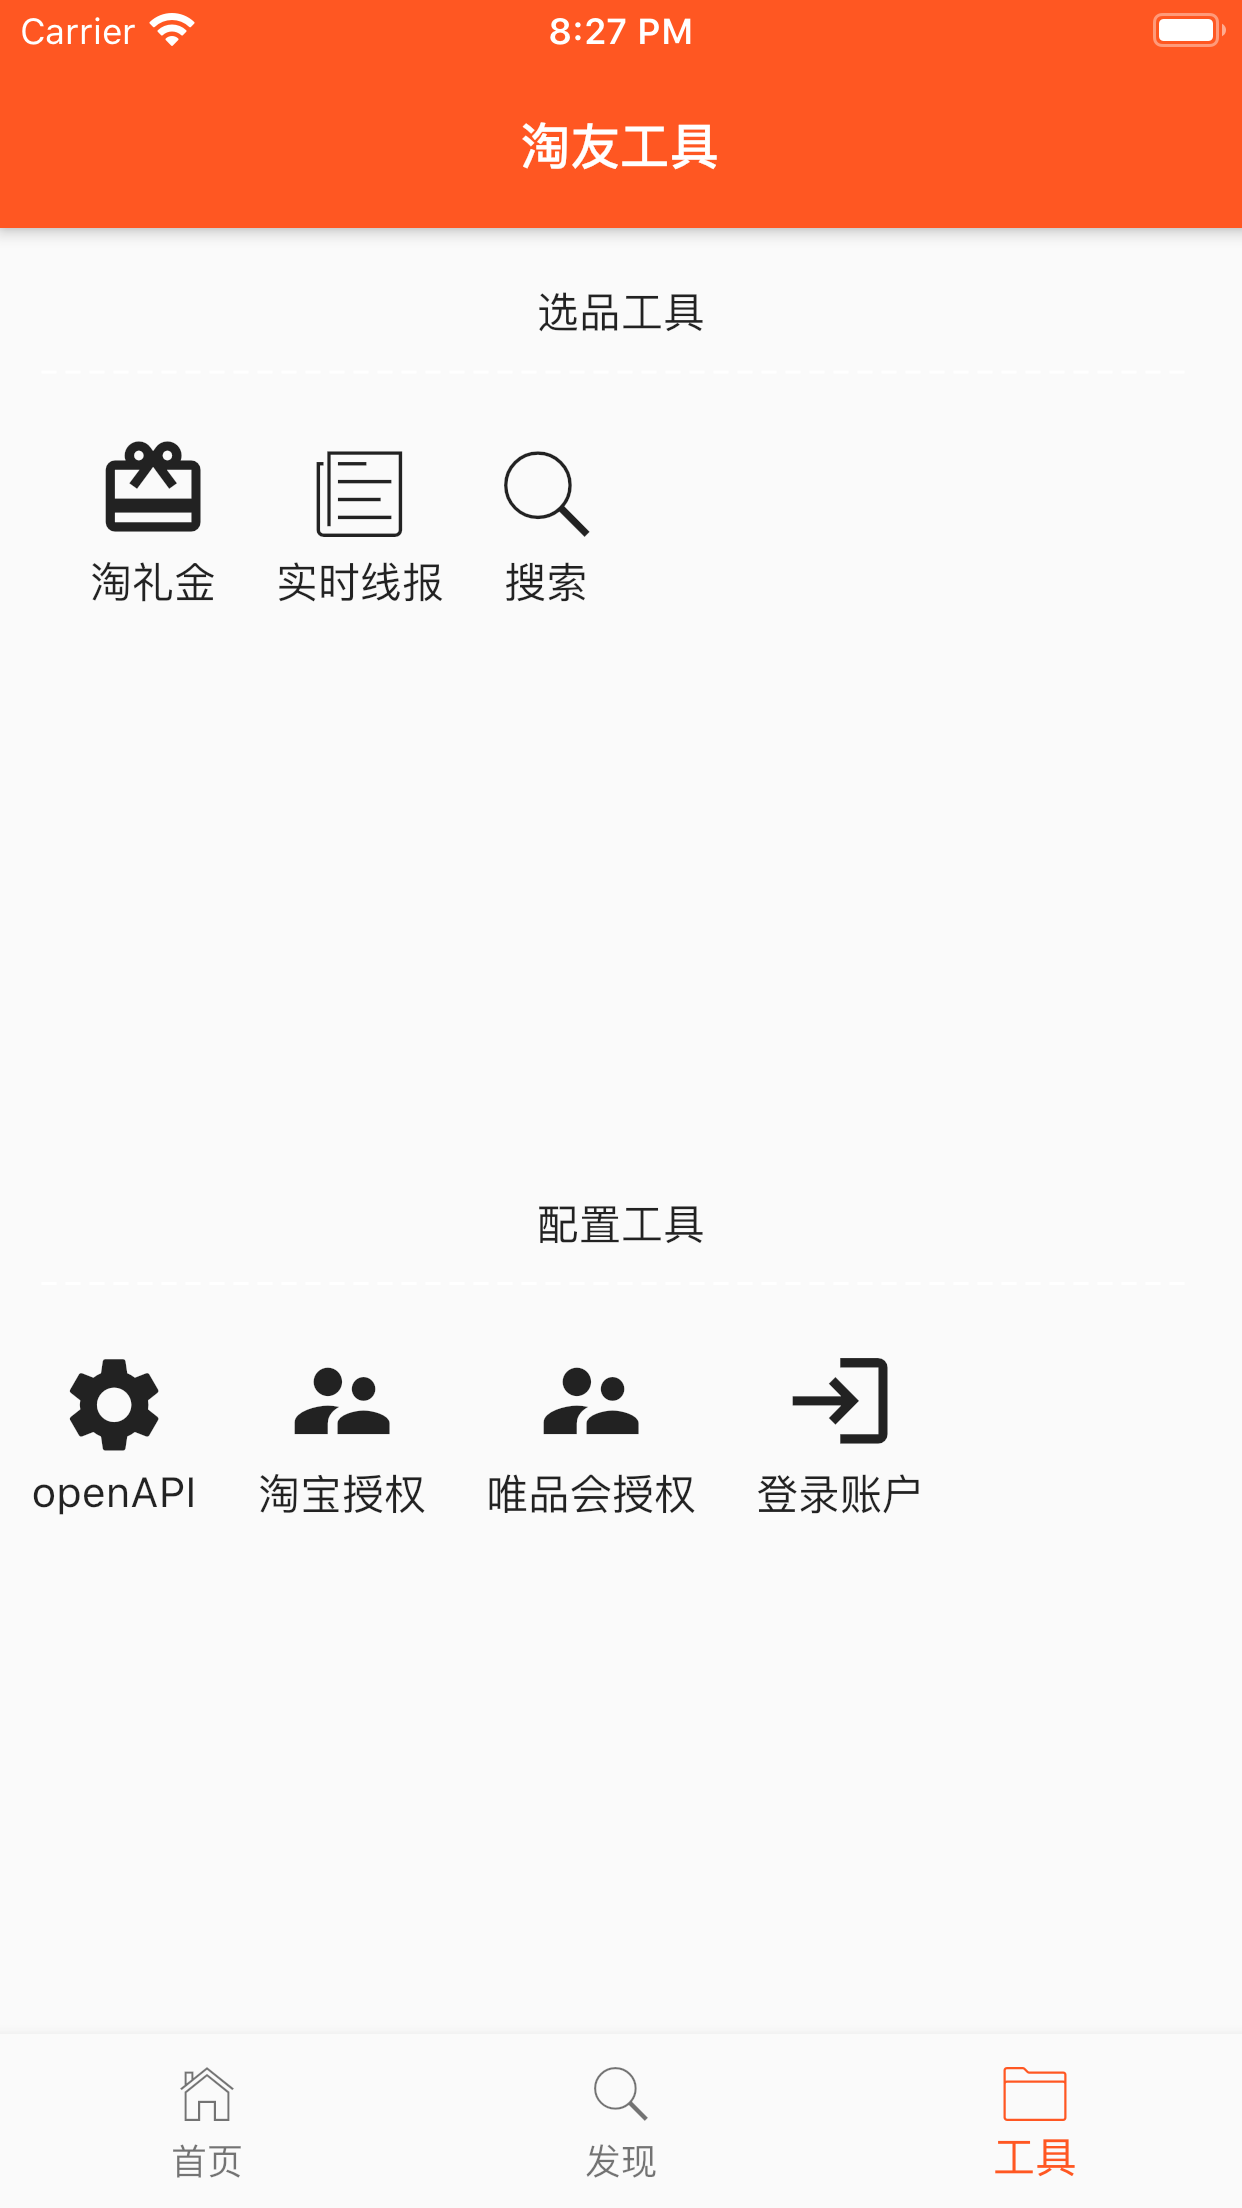 Carrier 8:27 PM
淘友工具
选品工具
淘礼金 实时线报 搜索
配置工具
openAPI 淘宝授权 唯品会授权 登录账户
首页 发现 工具